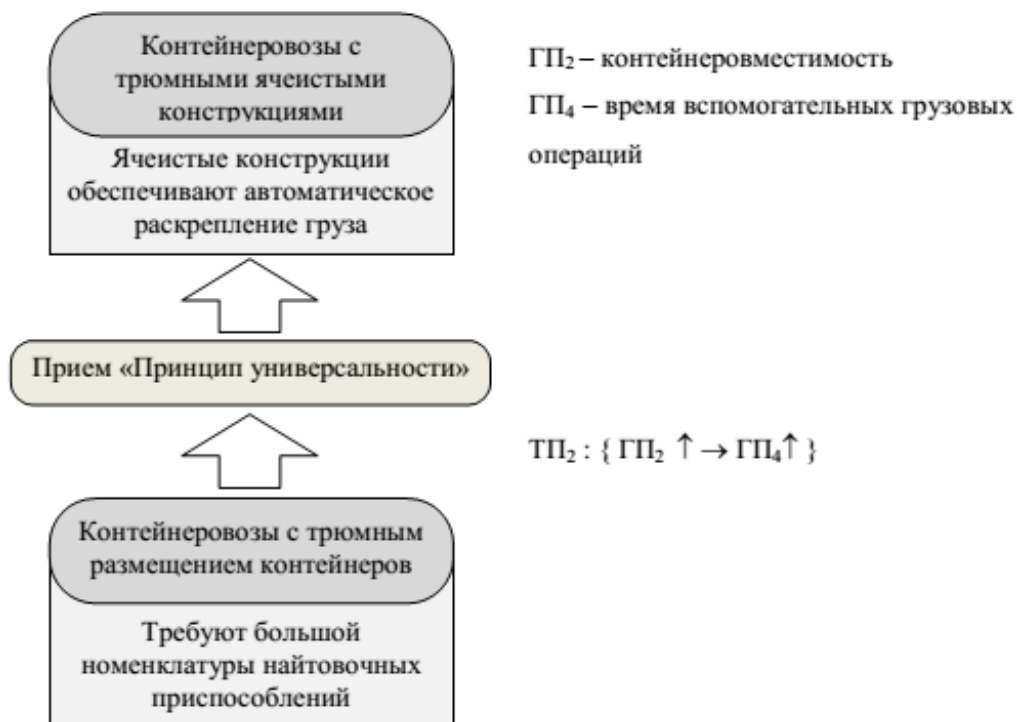 Контейнеровозы с
трюмными ячеистыми
конструкциями
Ячеистые конструкции
обеспечивают автоматическое
раскрепление груза
ГП₂ – контейнеровместимость
ГП₄ – время вспомогательных грузовых
операций
Прием «Принцип универсальности»
ТП₂ : { ГП₂ ↑ → ГП₄↑ }
Контейнеровозы с трюмным
размещением контейнеров
Требуют большой
номенклатуры найтовочных
приспособлений